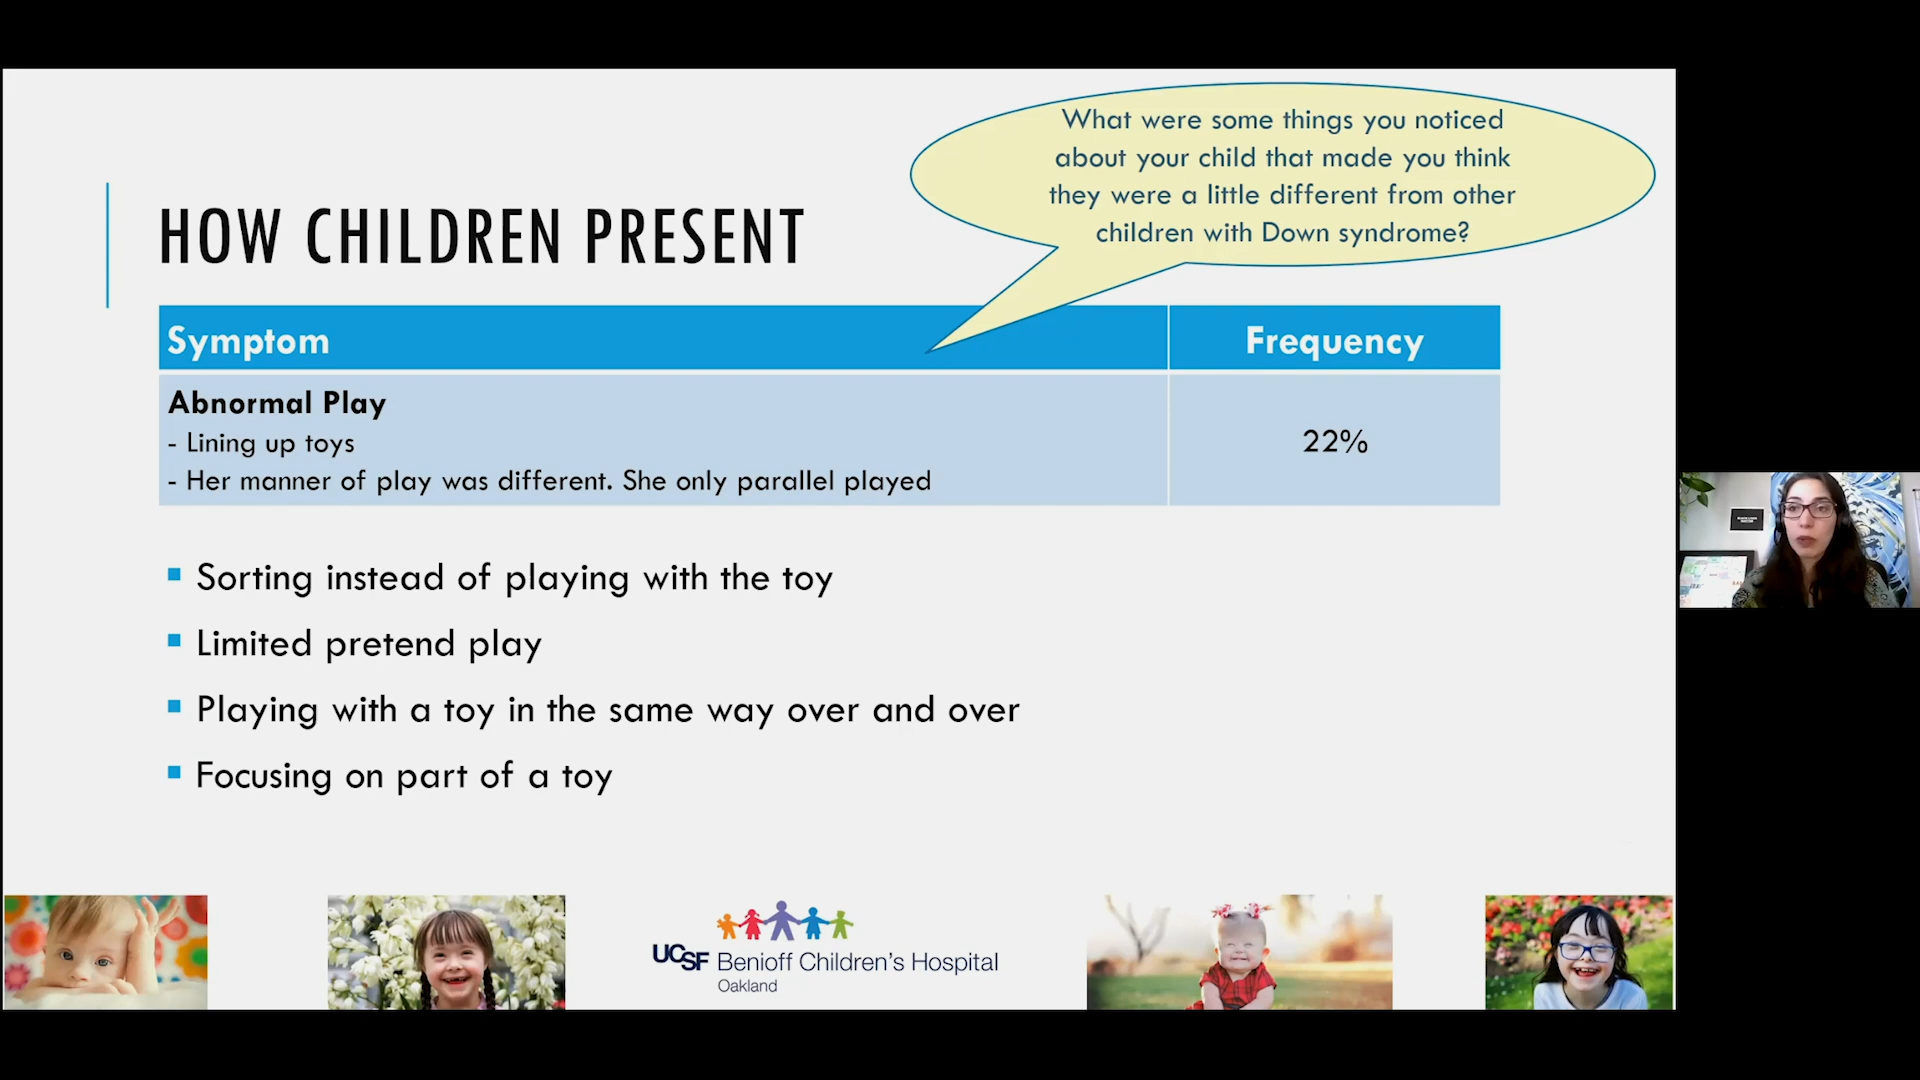 What were some things you noticed
about your child that made you think
they were a little different from other
children with Down syndrome?
HOW CHILDREN PRESENT
Symptom
Frequency
Abnormal Play
- Lining up toys
- Her manner of play was different. She only parallel played
22%
Sorting instead of playing with the toy
Limited pretend play
Playing with a toy in the same way over and over
Focusing on part of a toy
UCSF Benioff Children's Hospital
Oakland